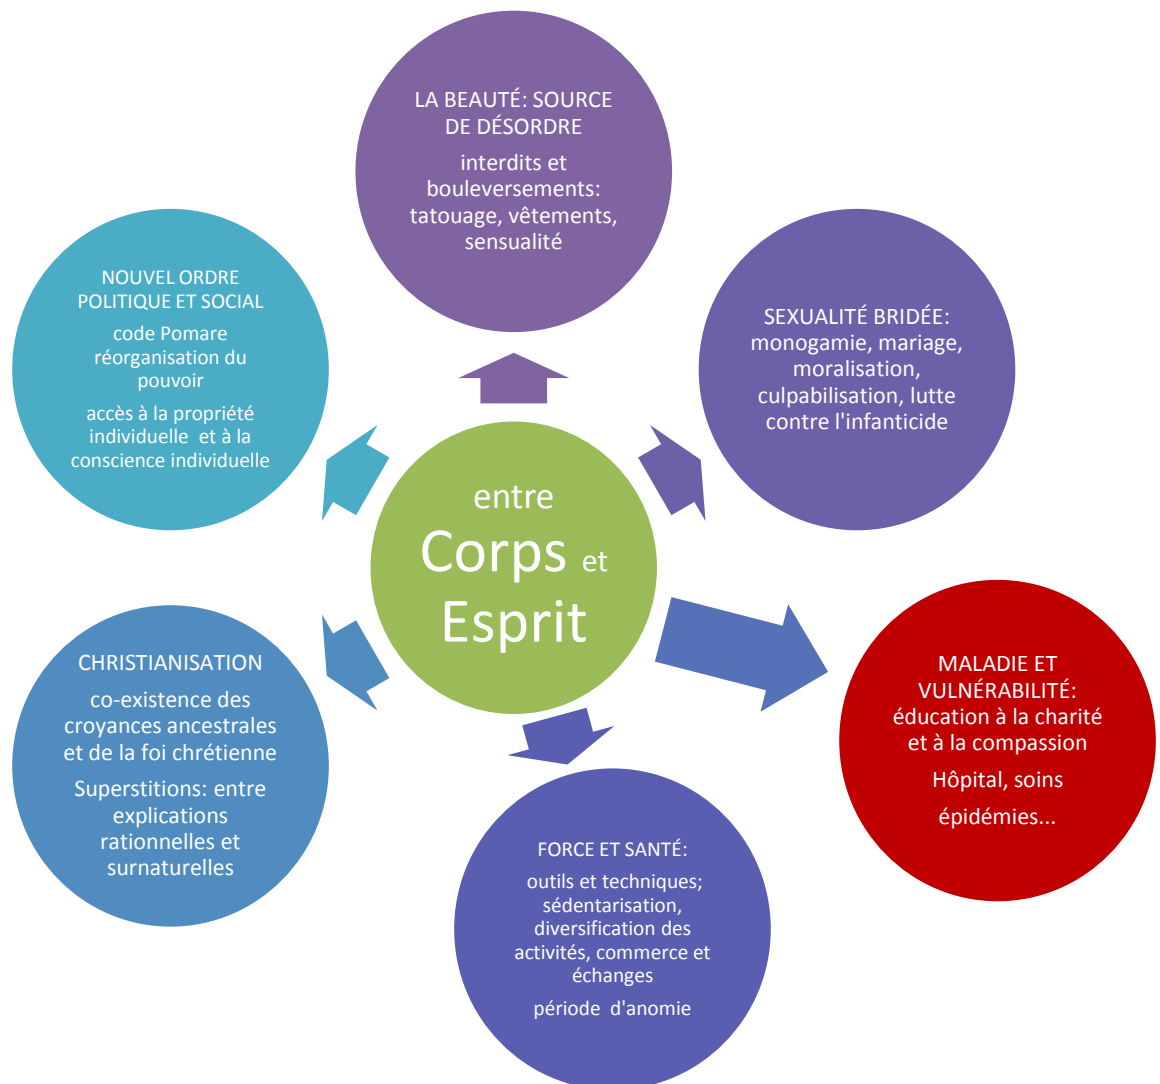 LA BEAUTÉ: SOURCE
DE DÉSORDRE
interdits et
bouleversements:
tatouage, vêtements,
sensualité
SEXUALITÉ BRIDÉE:
monogamie, mariage,
moralisation,
culpabilisation, lutte
contre l'infanticide
MALADIE ET
VULNÉRABILITÉ:
éducation à la charité
et à la compassion
Hôpital, soins
épidémies...
FORCE ET SANTÉ:
outils et techniques;
sédentarisation,
diversification des
activités, commerce et
échanges
période d'anomie
CHRISTIANISATION
co-existence des
croyances ancestrales
et de la foi chrétienne
Superstitions: entre
explications
rationnelles et
surnaturelles
NOUVEL ORDRE
POLITIQUE ET SOCIAL
code Pomare
réorganisation du
pouvoir
accès à la propriété
individuelle et à la
conscience individuelle
entre
Corps et
Esprit